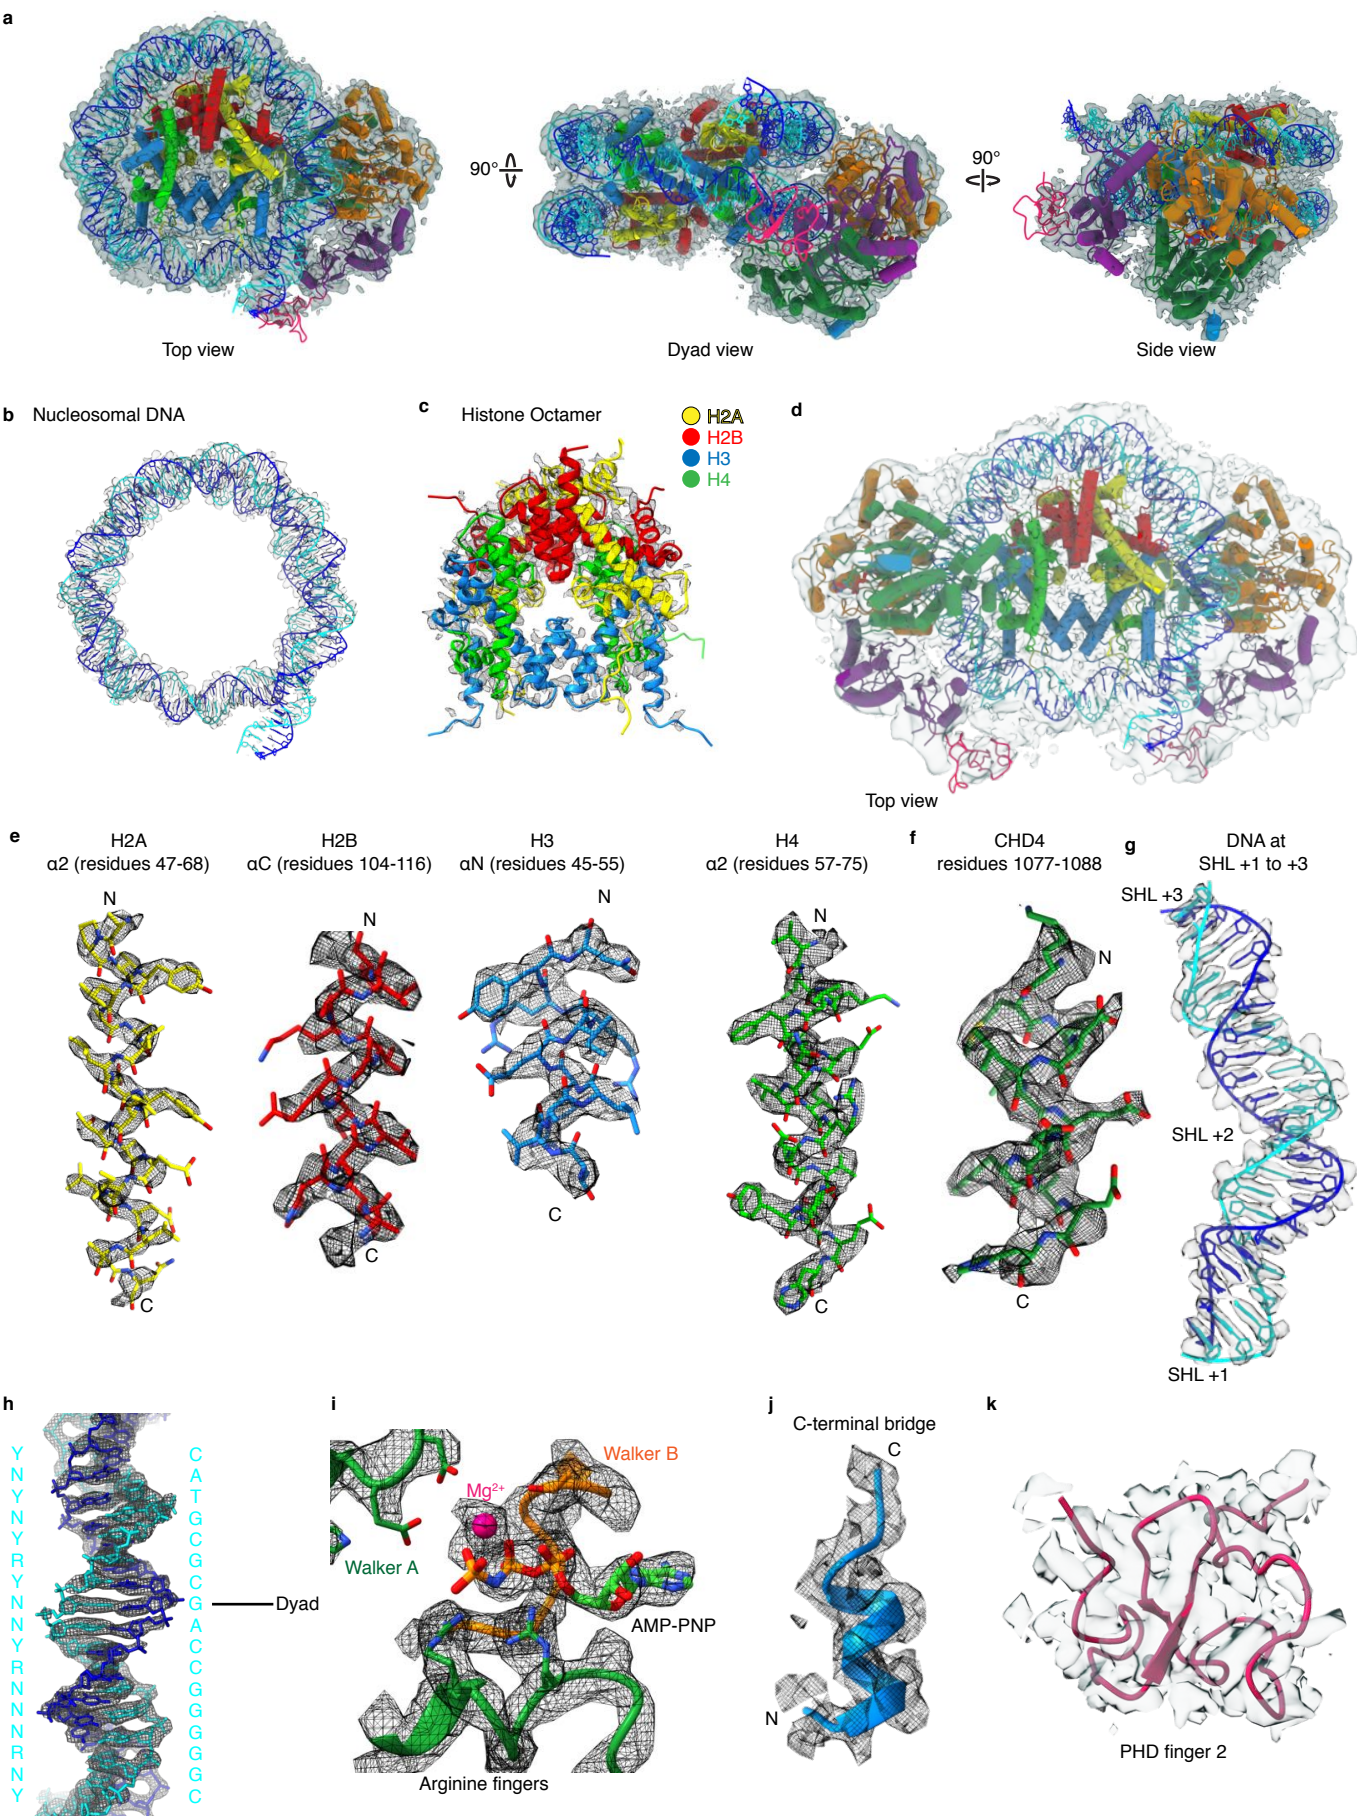 a
90°
90°
Top view
Dyad view
Side view
b Nucleosomal DNA
c Histone Octamer
H2A
H2B
H3
H4
d
Top view
e
H2A
α2 (residues 47-68)
N
C
H2B
αC (residues 104-116)
N
C
H3
αN (residues 45-55)
N
C
H4
α2 (residues 57-75)
N
C
f
CHD4
residues 1077-1088
N
C
g
DNA at
SHL +1 to +3
SHL +3
SHL +2
SHL +1
h
Y C
N A
Y T
N G
Y C
R G
Y C
N G
Dyad
N A
Y C
R C
N G
N G
N G
R G
N G
Y C
i
Walker B
Mg²⁺
Walker A
AMP-PNP
Arginine fingers
j
C-terminal bridge
C
N
k
PHD finger 2